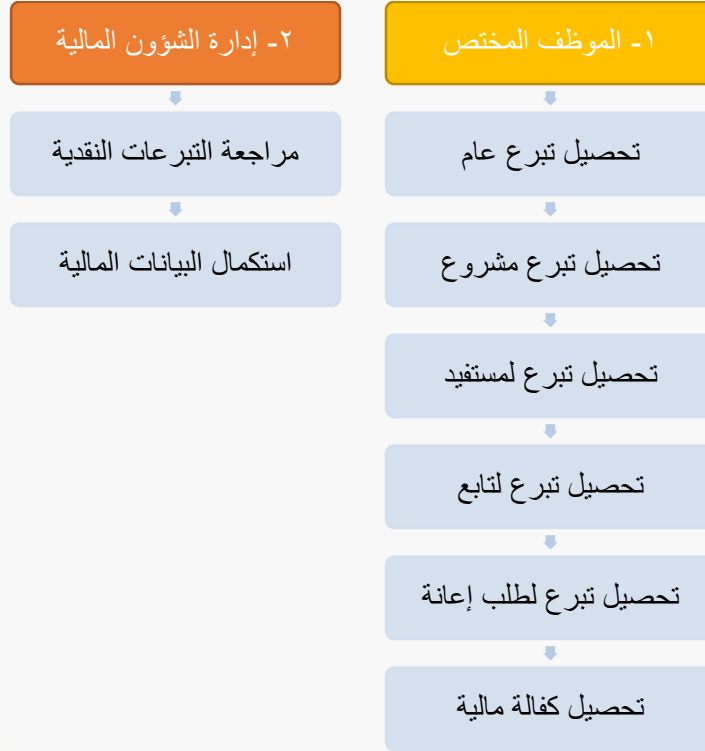 ١- الموظف المختص
تحصيل تبرع عام
تحصيل تبرع مشروع
تحصيل تبرع لمستفيد
تحصيل تبرع لتابع
تحصيل تبرع لطلب إعانة
تحصيل كفالة مالية
٢- إدارة الشؤون المالية
مراجعة التبرعات النقدية
استكمال البيانات المالية